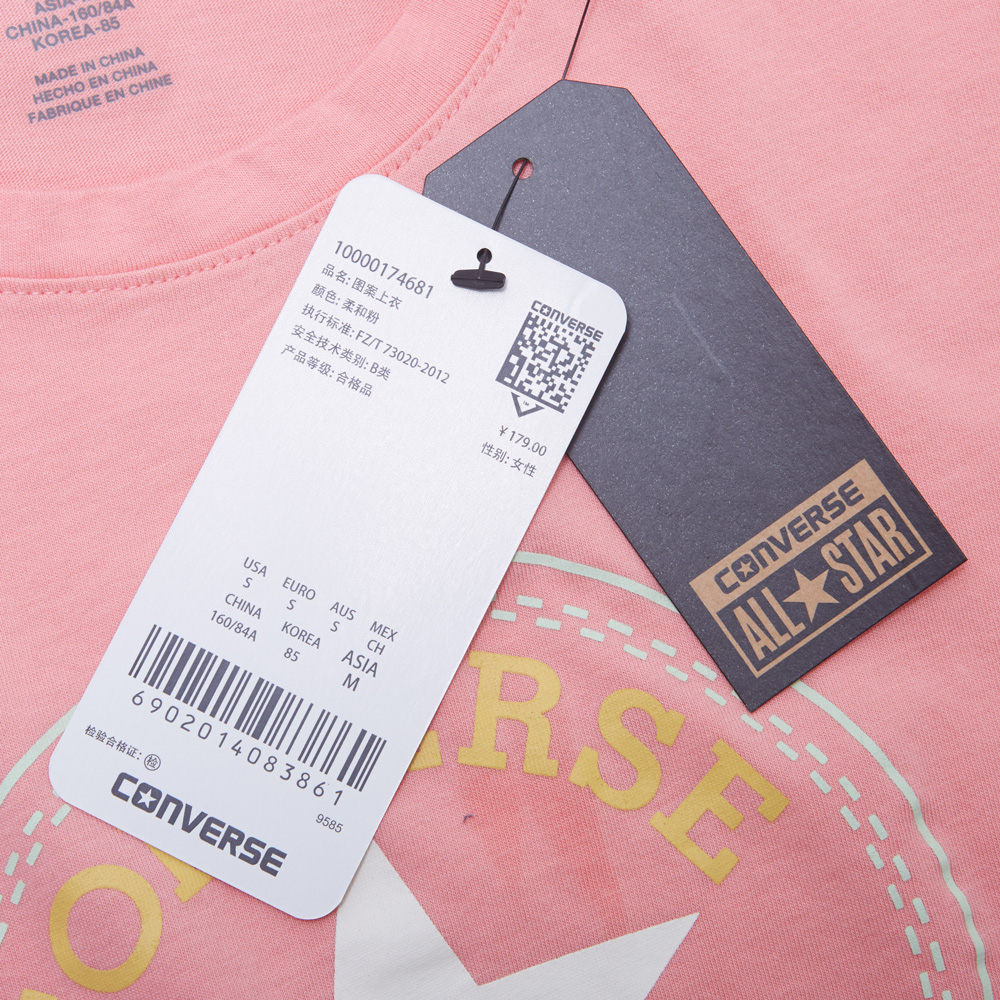 ASIA-
CHINA-160/84A
KOREA-85
MADE IN CHINA
HECHO EN CHINA
FABRIQUE EN CHINE
10000174681
品名: 图案上衣
颜色: 柔和粉
执行标准: FZ/T 73020-2012
安全技术类别: B类
产品等级: 合格品
CONVERSE
TM
¥ 179.00
性别: 女性
USA EURO AUS MEX
S S S CH
CHINA KOREA ASIA
160/84A 85 M
6902014083861
检验合格证: 检
9585
CONVERSE
CONVERSE
ALL STAR
ERSE
O